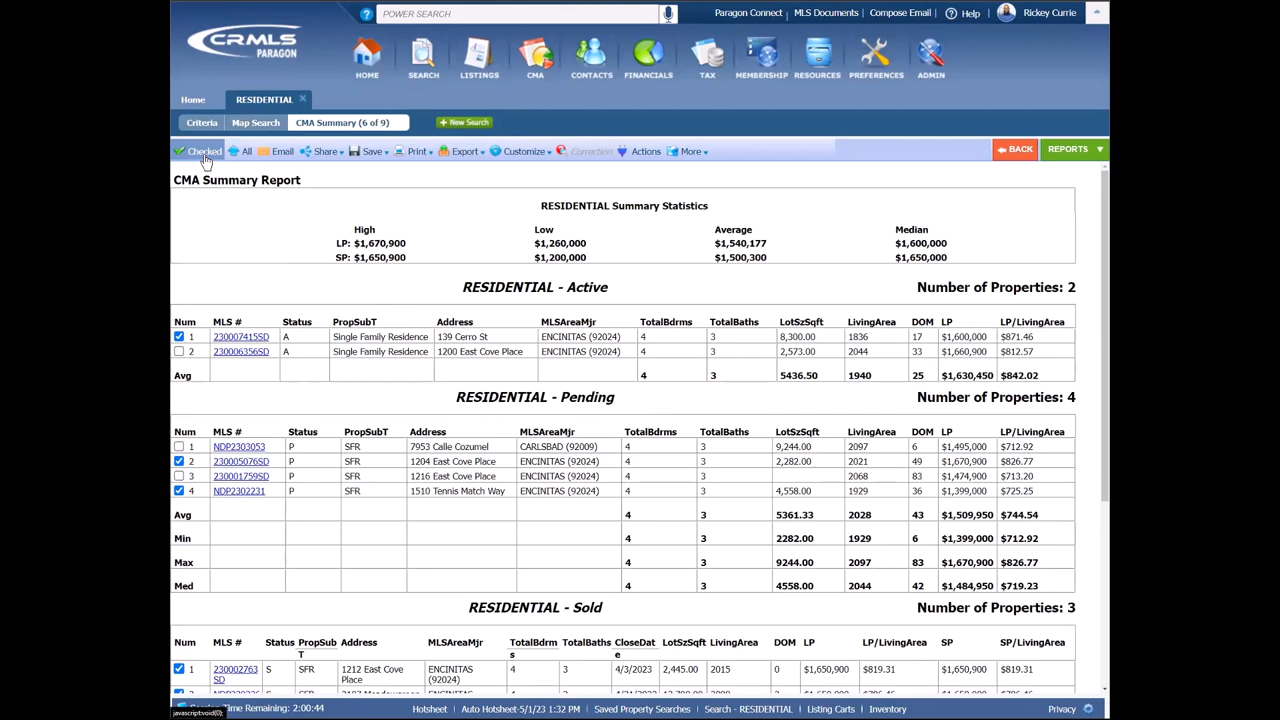 POWER SEARCH
Paragon Connect MLS Documents Compose Email Help Rickey Currie
CRMLS
PARAGON
HOME SEARCH LISTINGS CMA CONTACTS FINANCIALS TAX MEMBERSHIP RESOURCES PREFERENCES ADMIN
Home RESIDENTIAL
Criteria Map Search CMA Summary (6 of 9) New Search
Checked All Email Share Save Print Export Customize Correction Actions More BACK REPORTS
CMA Summary Report
RESIDENTIAL Summary Statistics
High Low Average Median
LP: $1,670,900 $1,260,000 $1,540,177 $1,600,000
SP: $1,650,900 $1,200,000 $1,500,300 $1,650,000
RESIDENTIAL - Active Number of Properties: 2
Num MLS # Status PropSubT Address MLSAreaMjr TotalBdrms TotalBaths LotSzSqft LivingArea DOM LP LP/LivingArea
1 230007415SD A Single Family Residence 139 Cerro St ENCINITAS (92024) 4 3 8,300.00 1836 17 $1,600,000 $871.46
2 230006356SD A Single Family Residence 1200 East Cove Place ENCINITAS (92024) 4 3 2,573.00 2044 33 $1,660,900 $812.57
Avg 4 3 5436.50 1940 25 $1,630,450 $842.02
RESIDENTIAL - Pending Number of Properties: 4
Num MLS # Status PropSubT Address MLSAreaMjr TotalBdrms TotalBaths LotSzSqft LivingArea DOM LP LP/LivingArea
1 NDP2303053 P SFR 7953 Calle Cozumel CARLSBAD (92009) 4 3 9,244.00 2097 6 $1,495,000 $712.92
2 230005076SD P SFR 1204 East Cove Place ENCINITAS (92024) 4 3 2,282.00 2021 49 $1,670,900 $826.77
3 230001759SD P SFR 1216 East Cove Place ENCINITAS (92024) 4 3 2068 83 $1,474,900 $713.20
4 NDP2302231 P SFR 1510 Tennis Match Way ENCINITAS (92024) 4 3 4,558.00 1929 36 $1,399,000 $725.25
Avg 4 3 5361.33 2028 43 $1,509,950 $744.54
Min 4 3 2282.00 1929 6 $1,399,000 $712.92
Max 4 3 9244.00 2097 83 $1,670,900 $826.77
Med 4 3 4558.00 2044 42 $1,484,950 $719.23
RESIDENTIAL - Sold Number of Properties: 3
Num MLS # Status PropSub Address MLSAreaMjr TotalBdrm TotalBaths CloseDat LotSzSqft LivingArea DOM LP LP/LivingArea SP SP/LivingArea
T s e
1 230002763 S SFR 1212 East Cove ENCINITAS 4 3 4/3/2023 2,445.00 2015 0 $1,650,900 $819.31 $1,650,900 $819.31
SD Place (92024)
Time Remaining: 2:00:44 Hotsheet Auto Hotsheet-5/1/23 1:32 PM Saved Property Searches Search - RESIDENTIAL Listing Carts Inventory Privacy
javascript:void(0);